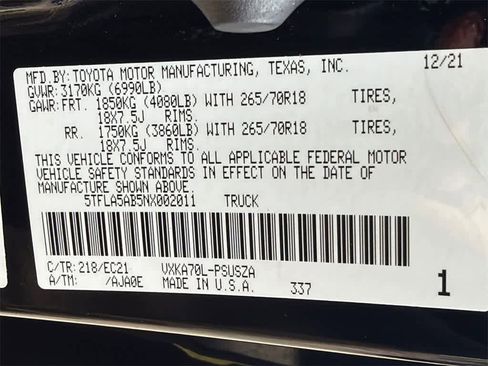 MFD.BY: TOYOTA MOTOR MANUFACTURING, TEXAS, INC. 12/21
GVWR: 3170KG (6990LB)
GAWR: FRT. 1850KG (4080LB) WITH 265/70R18 TIRES,
18X7.5J RIMS.
RR. 1750KG (3860LB) WITH 265/70R18 TIRES,
18X7.5J RIMS.
THIS VEHICLE CONFORMS TO ALL APPLICABLE FEDERAL MOTOR
VEHICLE SAFETY STANDARDS IN EFFECT ON THE DATE OF
MANUFACTURE SHOWN ABOVE.
5TFLA5AB5NX002011 TRUCK
C/TR: 218/EC21 VXKA70L-PSUSZA
A/TM: /AJA0E MADE IN U.S.A. 337 1